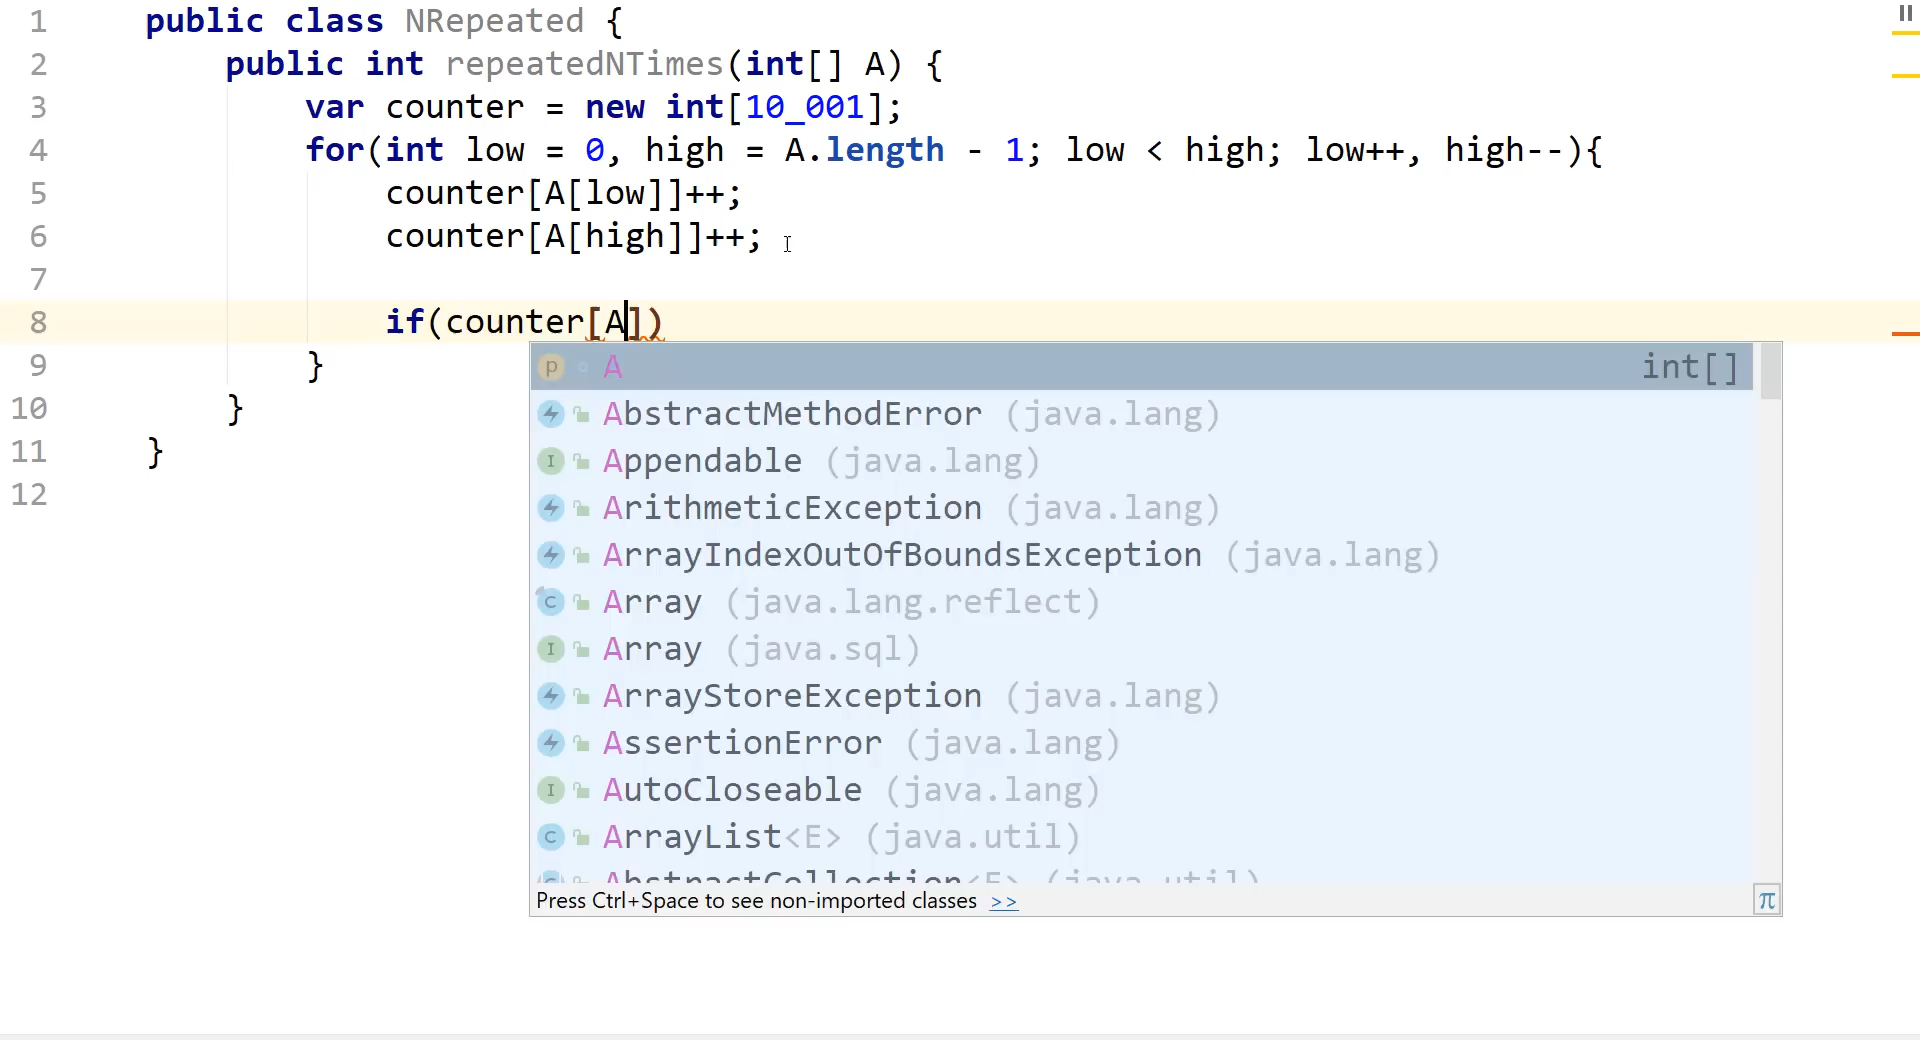 1 public class NRepeated {
2 public int repeatedNTimes(int[] A) {
3 var counter = new int[10_001];
4 for(int low = 0, high = A.length - 1; low < high; low++, high--){
5 counter[A[low]]++;
6 counter[A[high]]++;
7
8 if(counter[A])
9 }
10 }
11 }
12
p A int[]
AbstractMethodError (java.lang)
I Appendable (java.lang)
ArithmeticException (java.lang)
ArrayIndexOutOfBoundsException (java.lang)
C Array (java.lang.reflect)
I Array (java.sql)
ArrayStoreException (java.lang)
AssertionError (java.lang)
I AutoCloseable (java.lang)
C ArrayList<E> (java.util)
AbstractCollection<E> (java.util)
Press Ctrl+Space to see non-imported classes >> π